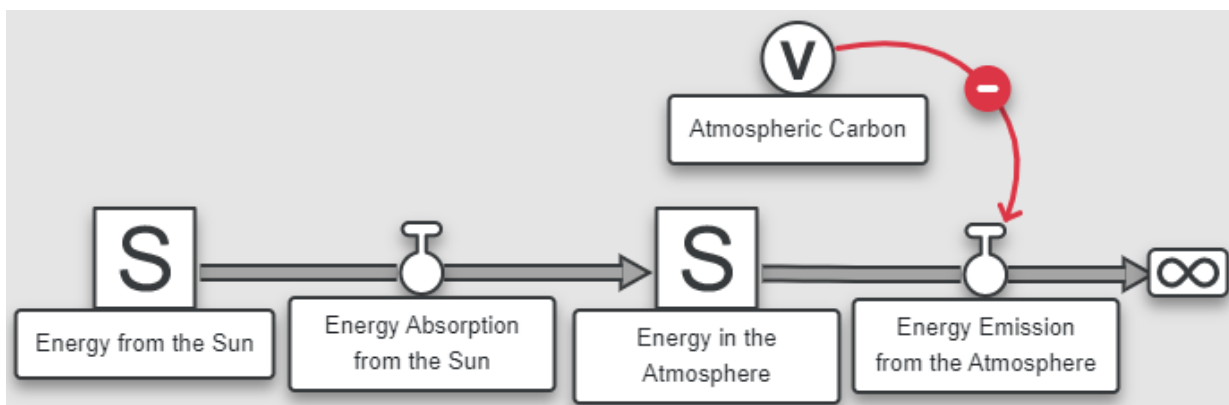 V
Atmospheric Carbon
S
Energy from the Sun
Energy Absorption
from the Sun
S
Energy in the
Atmosphere
Energy Emission
from the Atmosphere
∞